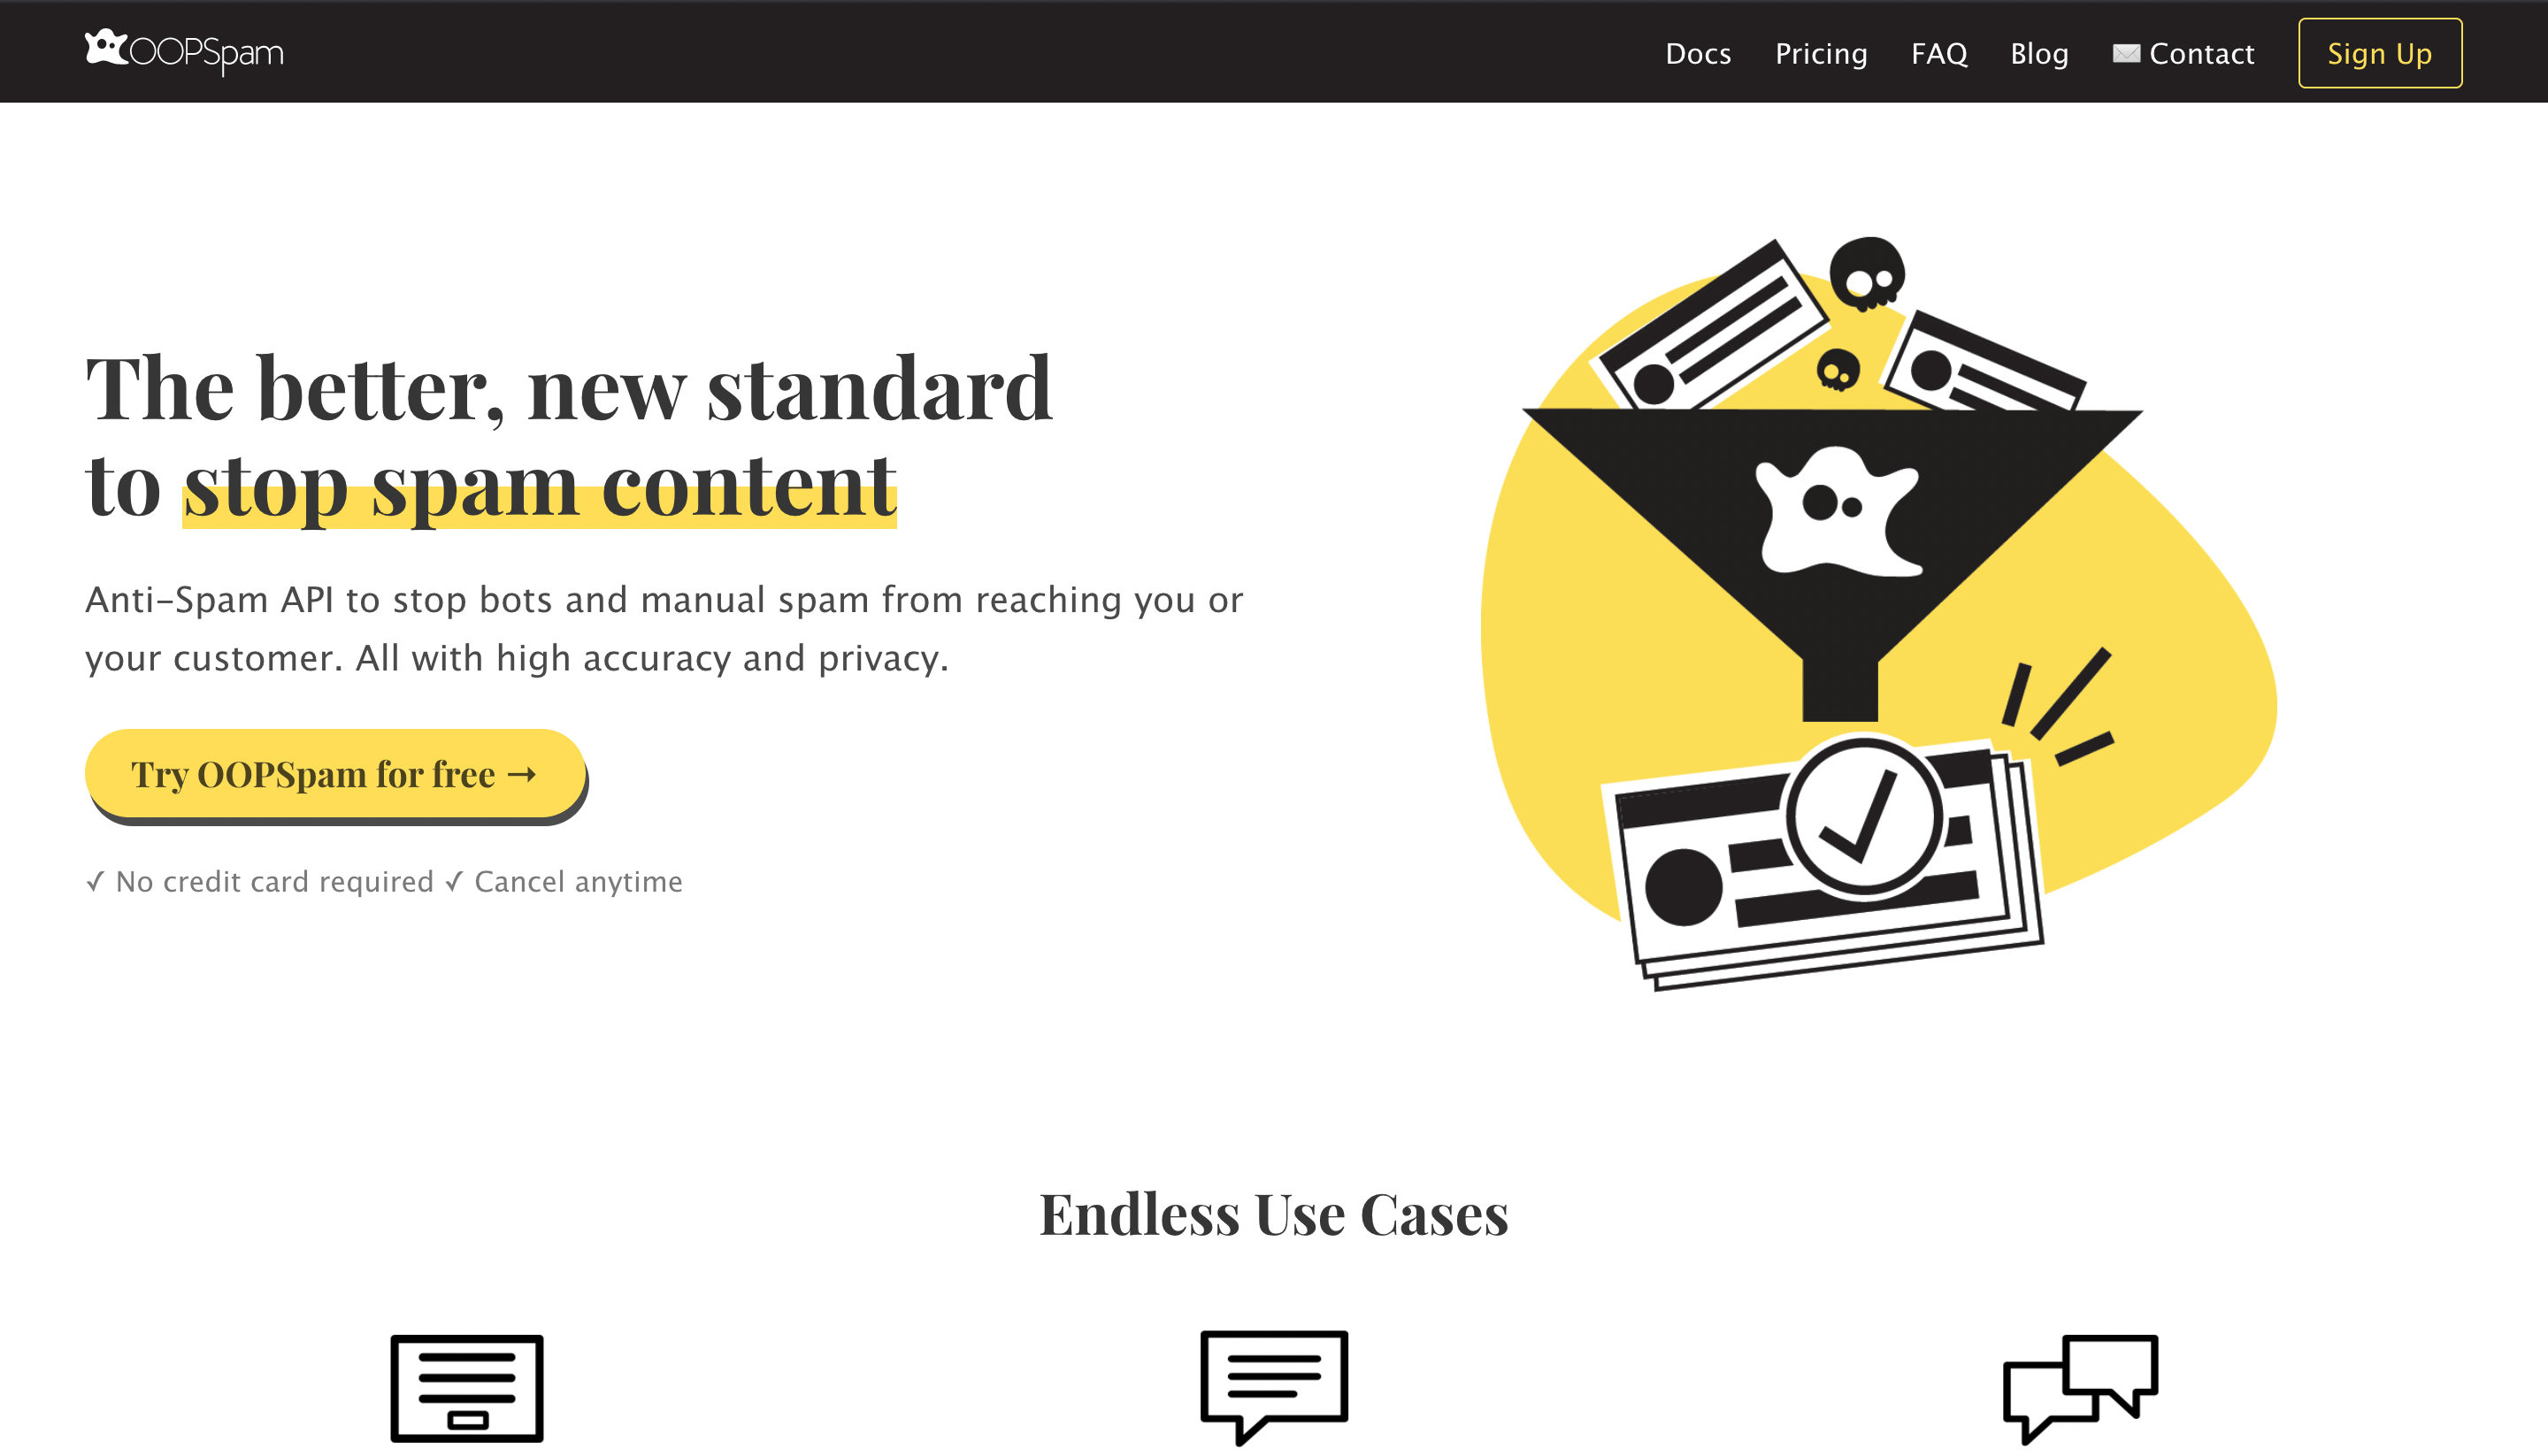 OOPSpam
Docs Pricing FAQ Blog Contact Sign Up
The better, new standard
to stop spam content
Anti-Spam API to stop bots and manual spam from reaching you or
your customer. All with high accuracy and privacy.
Try OOPSpam for free →
✓ No credit card required ✓ Cancel anytime
Endless Use Cases